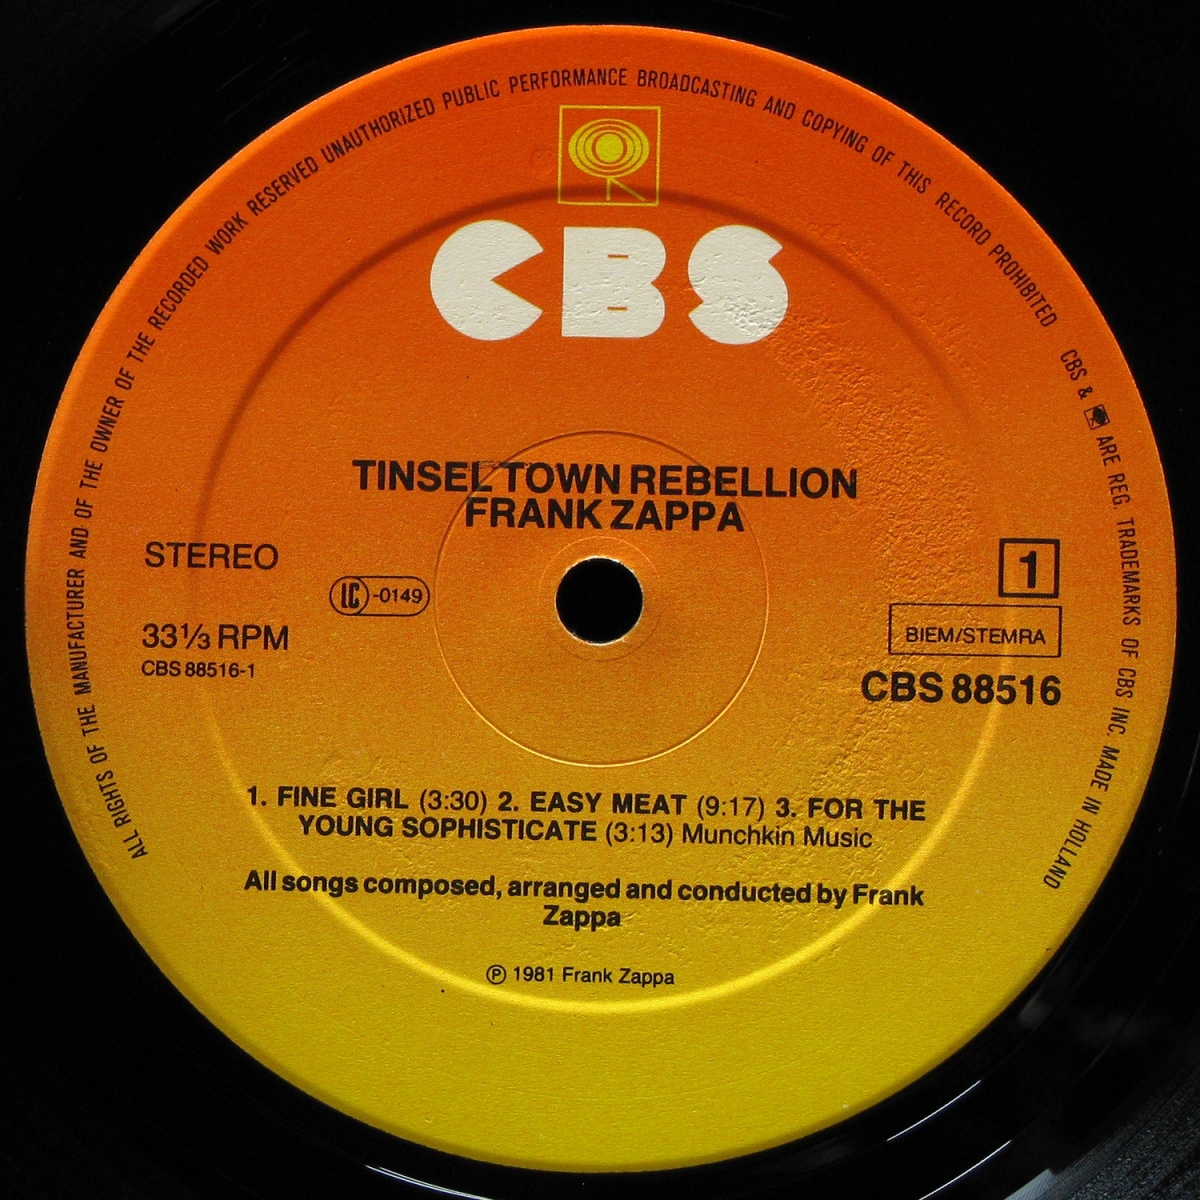 ALL RIGHTS OF THE MANUFACTURER AND OF THE OWNER OF THE RECORDED WORK RESERVED UNAUTHORIZED PUBLIC PERFORMANCE BROADCASTING AND COPYING OF THIS RECORD PROHIBITED CBS & ARE REG. TRADEMARKS OF CBS INC. MADE IN HOLLAND
CBS
TINSEL TOWN REBELLION
FRANK ZAPPA
STEREO
LC-0149
33⅓ RPM
CBS 88516-1
1
BIEM/STEMRA
CBS 88516
1. FINE GIRL (3:30) 2. EASY MEAT (9:17) 3. FOR THE
YOUNG SOPHISTICATE (3:13) Munchkin Music
All songs composed, arranged and conducted by Frank
Zappa
℗ 1981 Frank Zappa